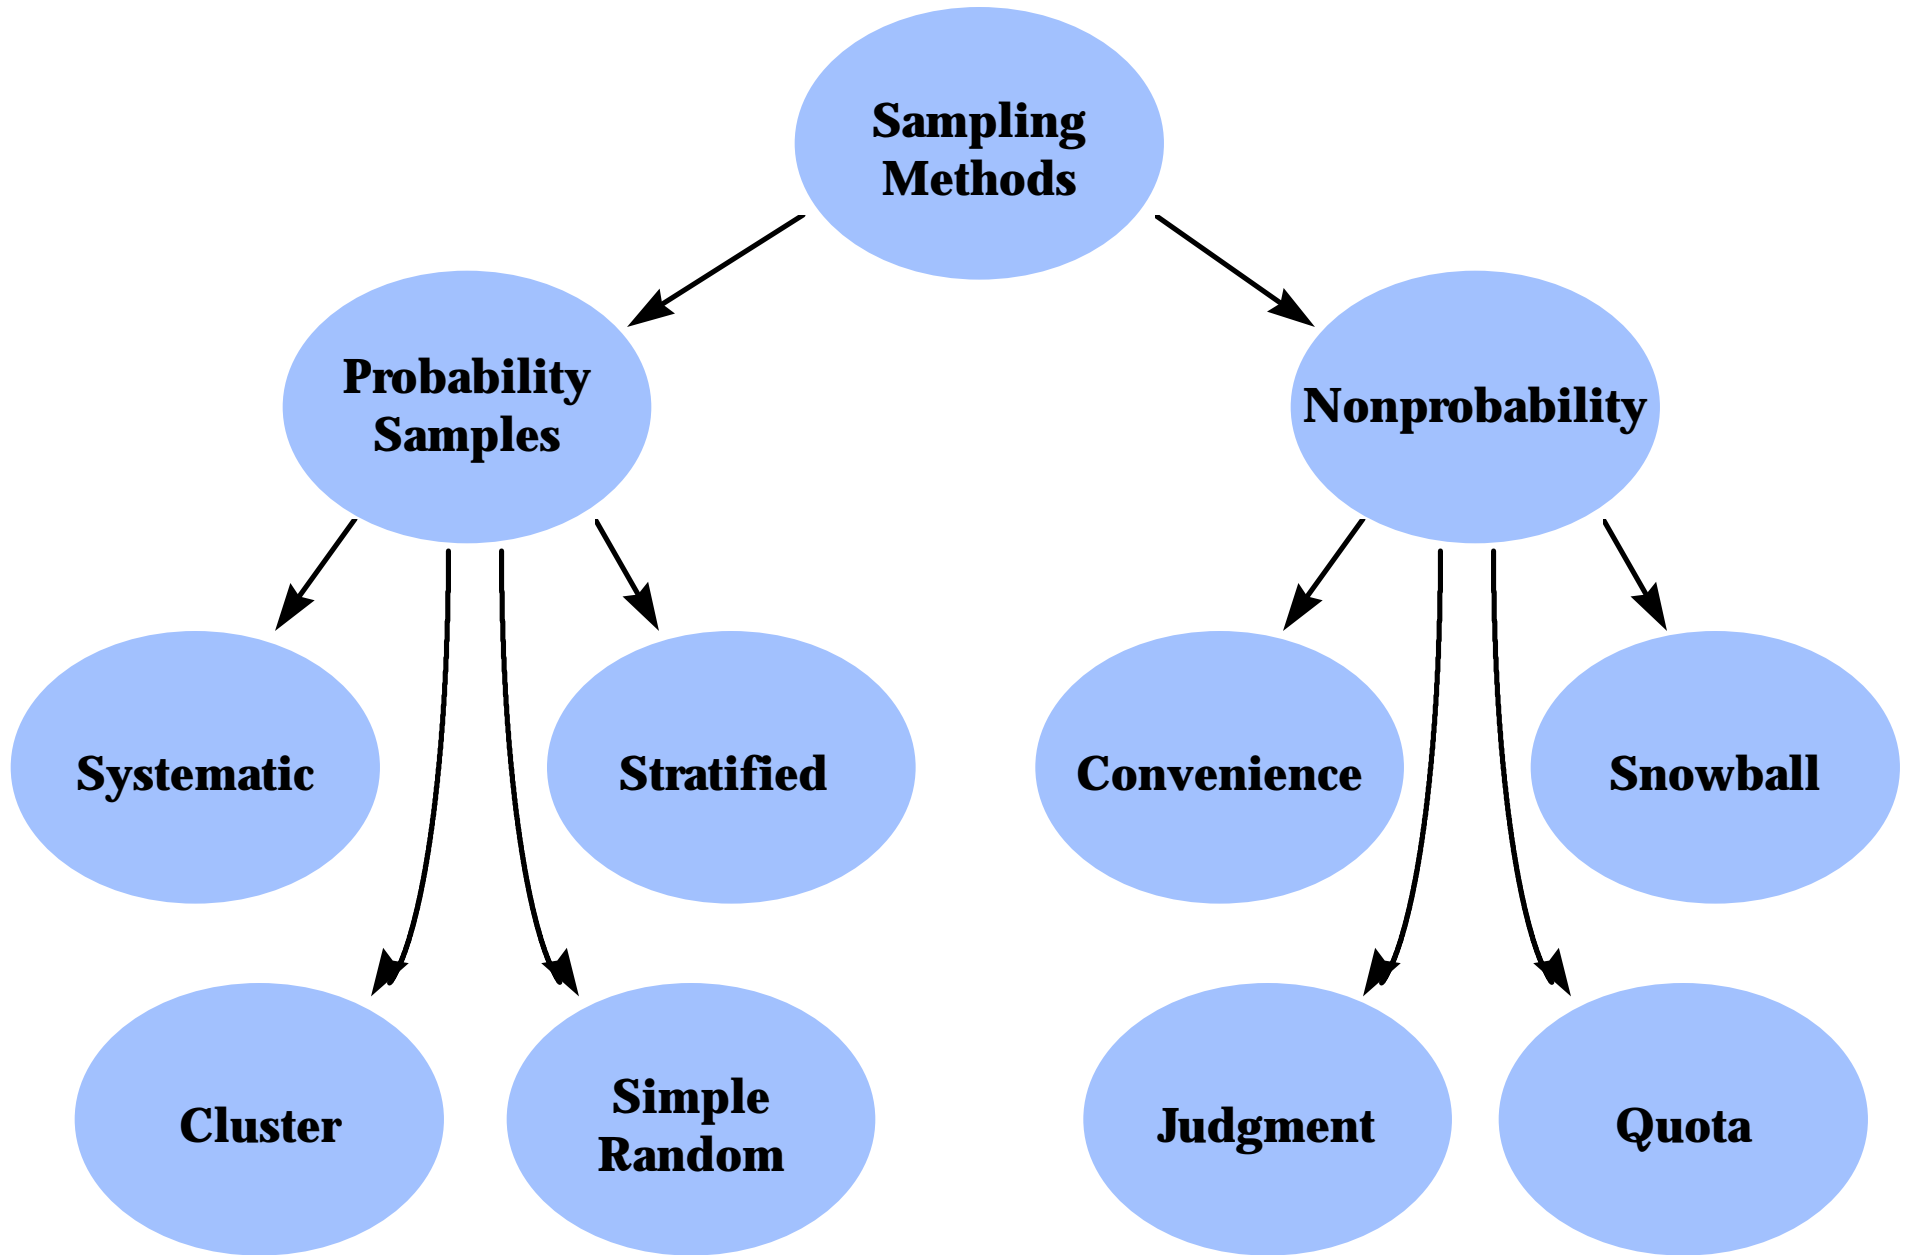 Sampling
Methods
Probability
Samples
Nonprobability
Systematic
Stratified
Convenience
Snowball
Cluster
Simple
Random
Judgment
Quota